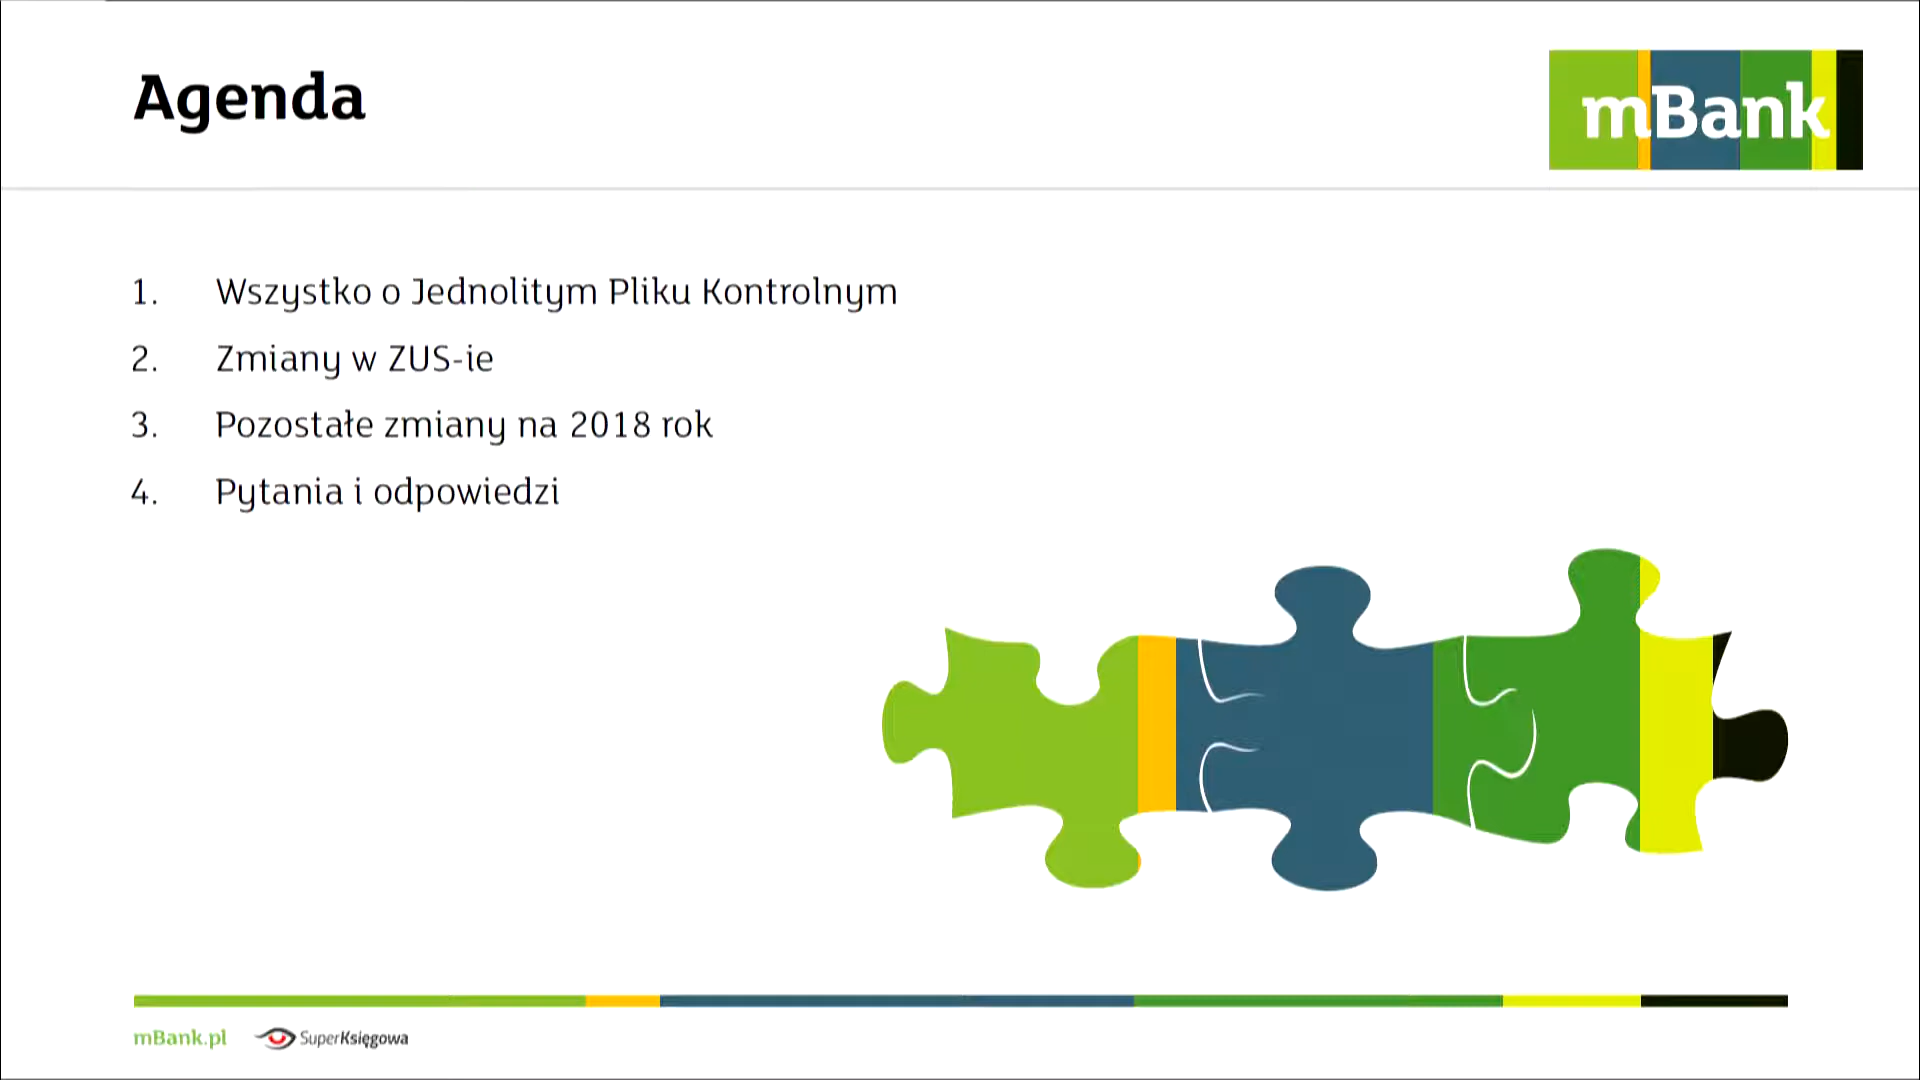 Agenda
mBank
1. Wszystko o Jednolitym Pliku Kontrolnym
2. Zmiany w ZUS-ie
3. Pozostałe zmiany na 2018 rok
4. Pytania i odpowiedzi
mBank.pl SuperKsięgowa